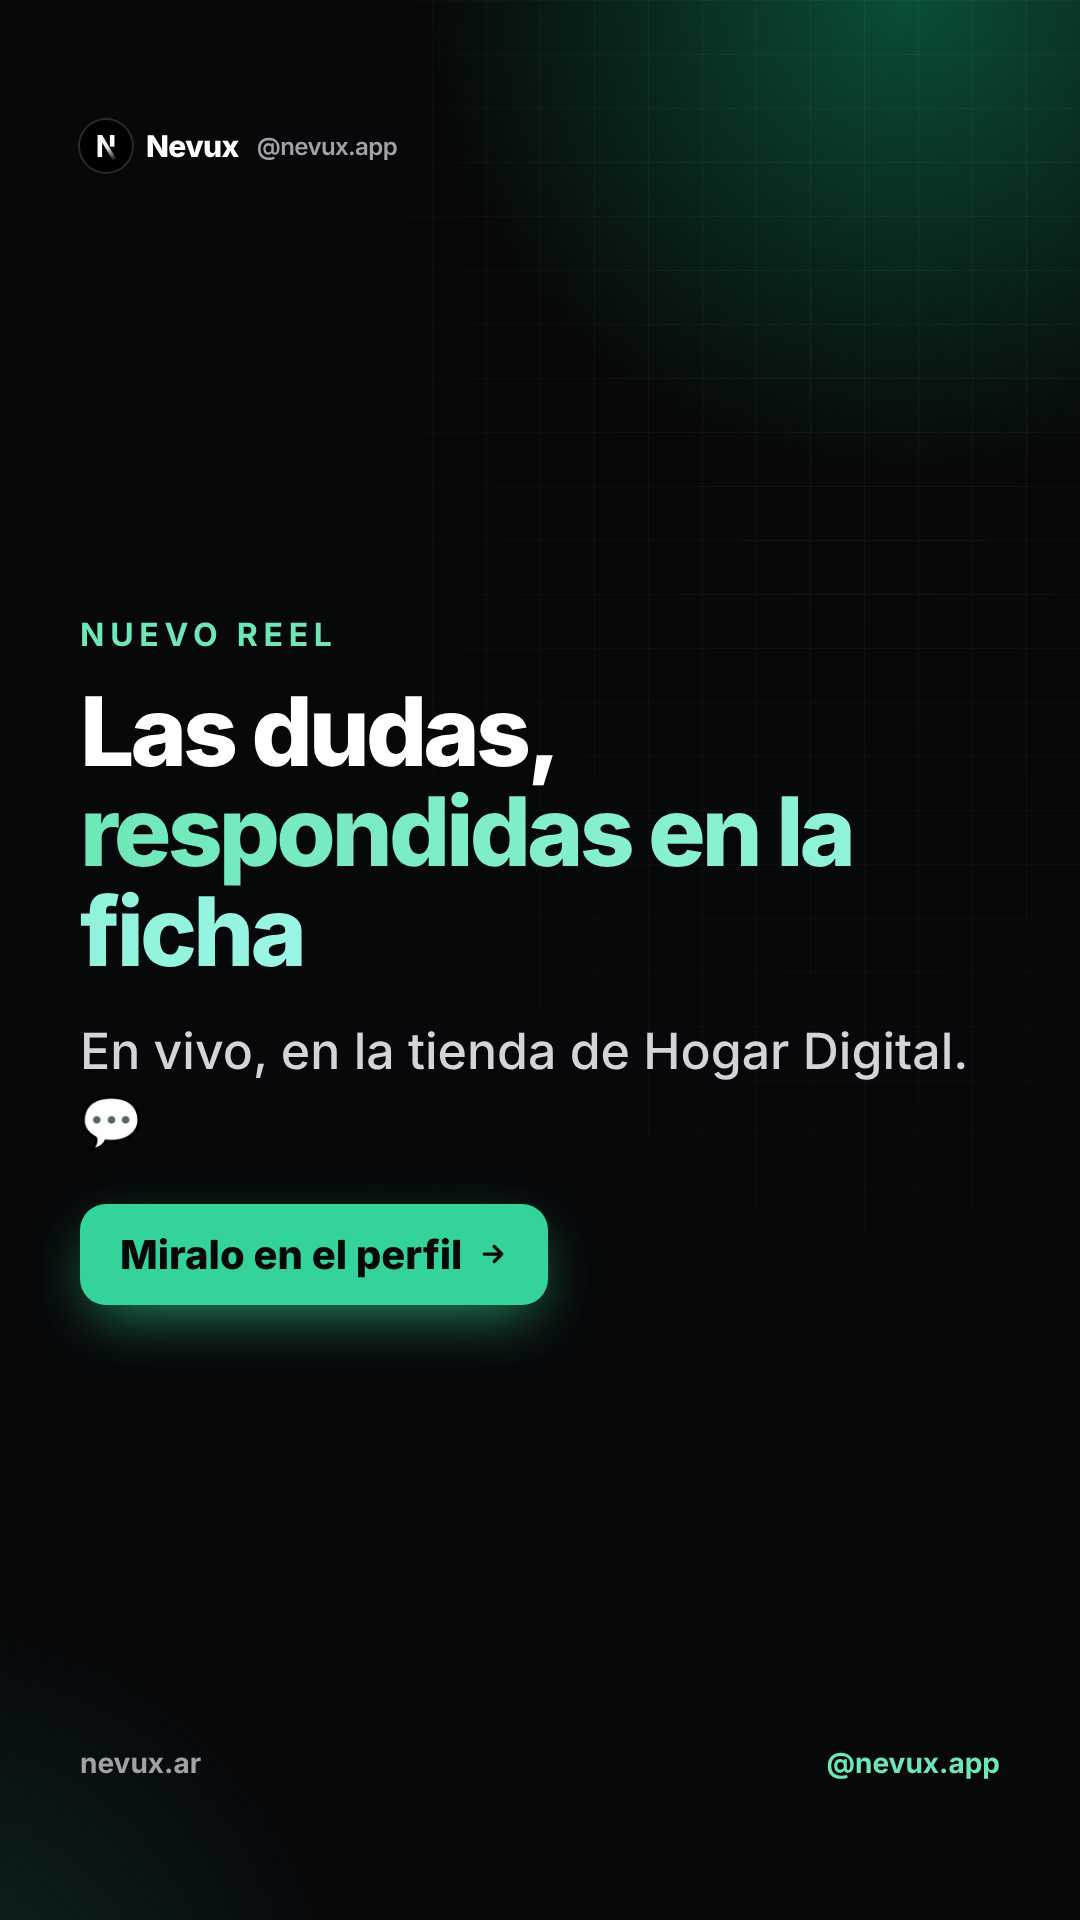 N Nevux @nevux.app
NUEVO REEL
Las dudas,
respondidas en la
ficha
En vivo, en la tienda de Hogar Digital.
💬
Miralo en el perfil →
nevux.ar @nevux.app